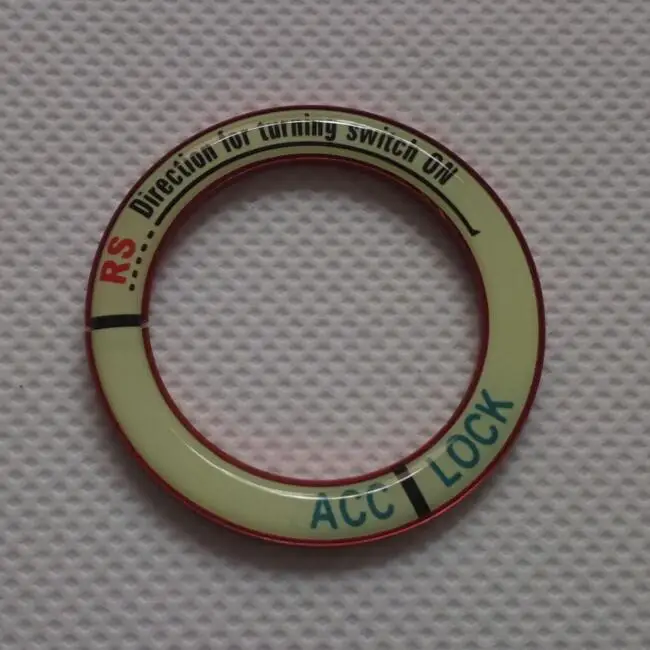 RS
Direction for turning switch ON
ACC
LOCK